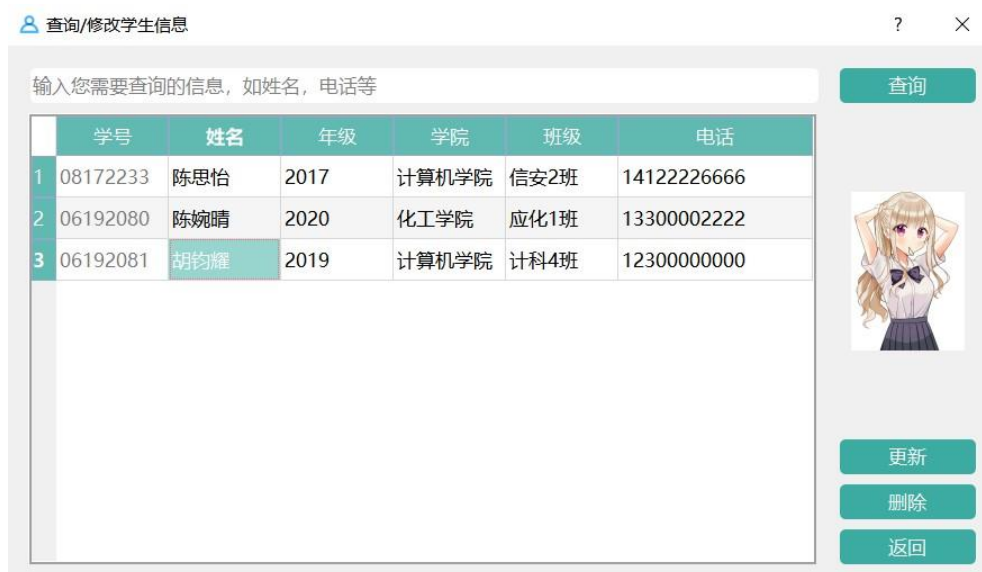 查询/修改学生信息 ?
输入您需要查询的信息，如姓名，电话等 查询
学号 姓名 年级 学院 班级 电话
1 08172233 陈思怡 2017 计算机学院 信安2班 14122226666
2 06192080 陈婉晴 2020 化工学院 应化1班 13300002222
3 06192081 胡钧耀 2019 计算机学院 计科4班 12300000000
更新
删除
返回